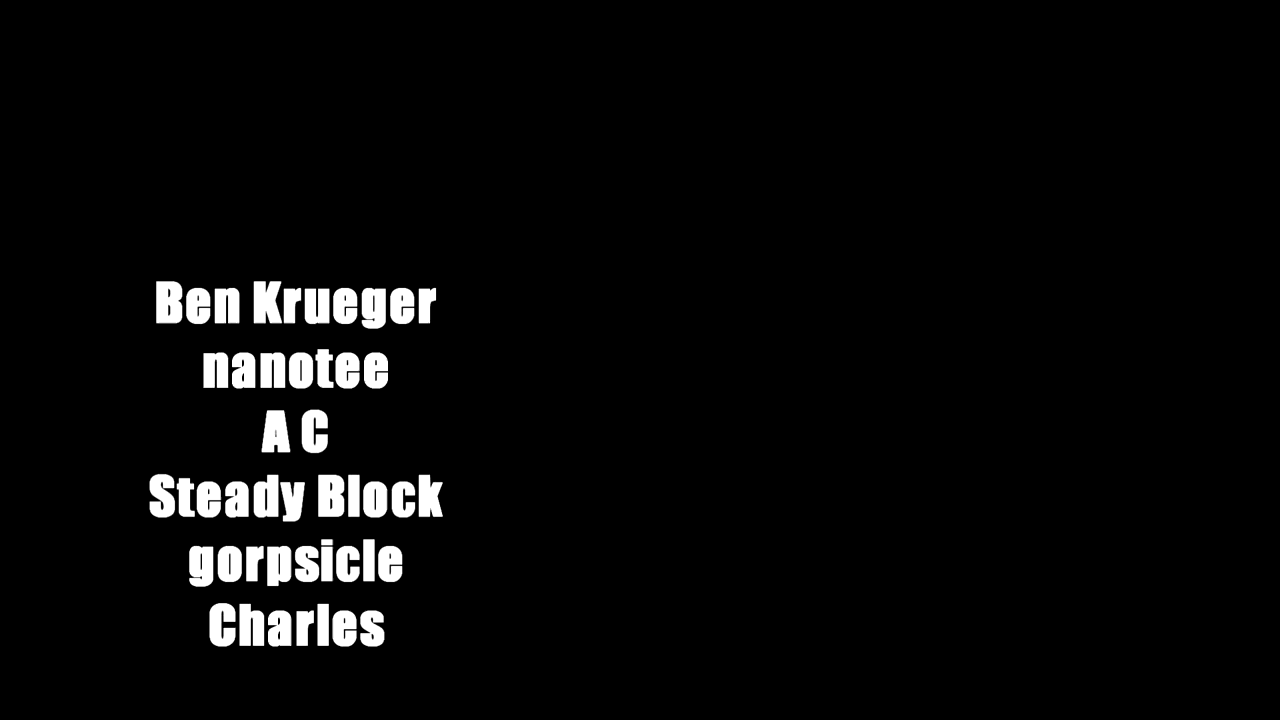 Ben Krueger
nanotee
A C
Steady Block
gorpsicle
Charles